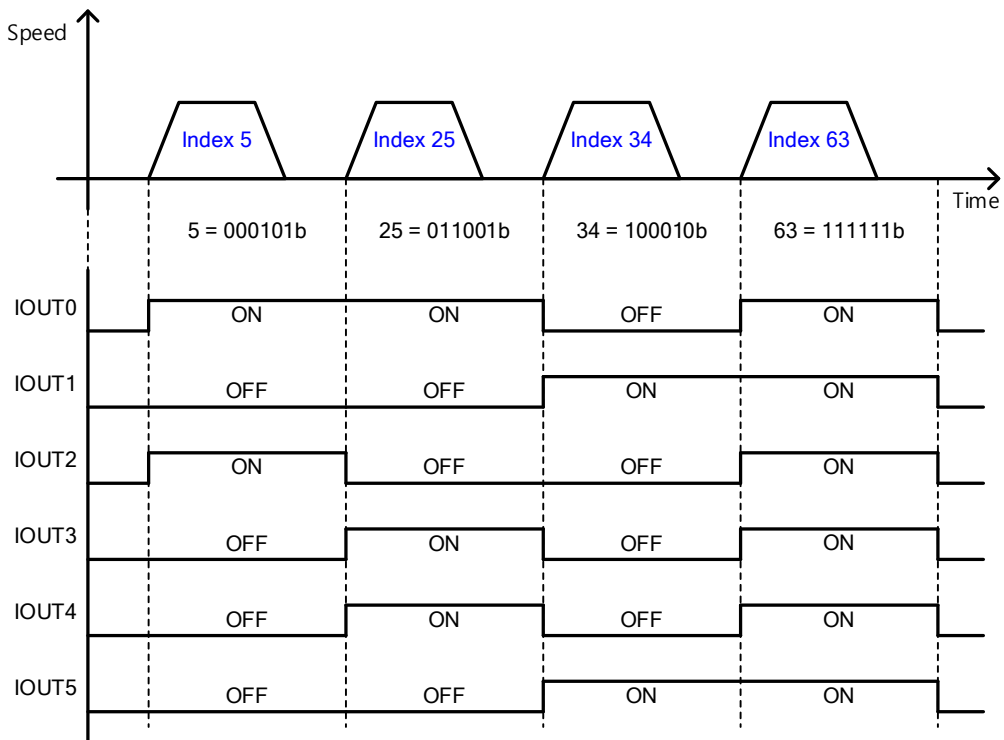 Speed
Index 5 Index 25 Index 34 Index 63
Time
5 = 000101b 25 = 011001b 34 = 100010b 63 = 111111b
IOUT0 ON ON OFF ON
IOUT1 OFF OFF ON ON
IOUT2 ON OFF OFF ON
IOUT3 OFF ON OFF ON
IOUT4 OFF ON OFF ON
IOUT5 OFF OFF ON ON